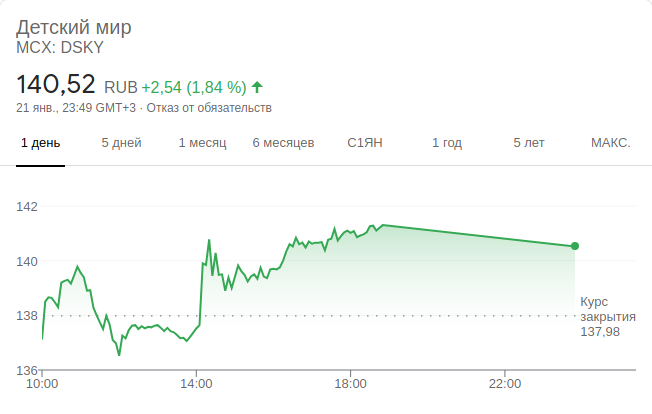 Детский мир
MCX: DSKY
140,52 RUB +2,54 (1,84 %)
21 янв., 23:49 GMT+3 · Отказ от обязательств
1 день 5 дней 1 месяц 6 месяцев С1ЯН 1 год 5 лет МАКС.
142
140
138
136
Курс
закрытия
137,98
10:00 14:00 18:00 22:00